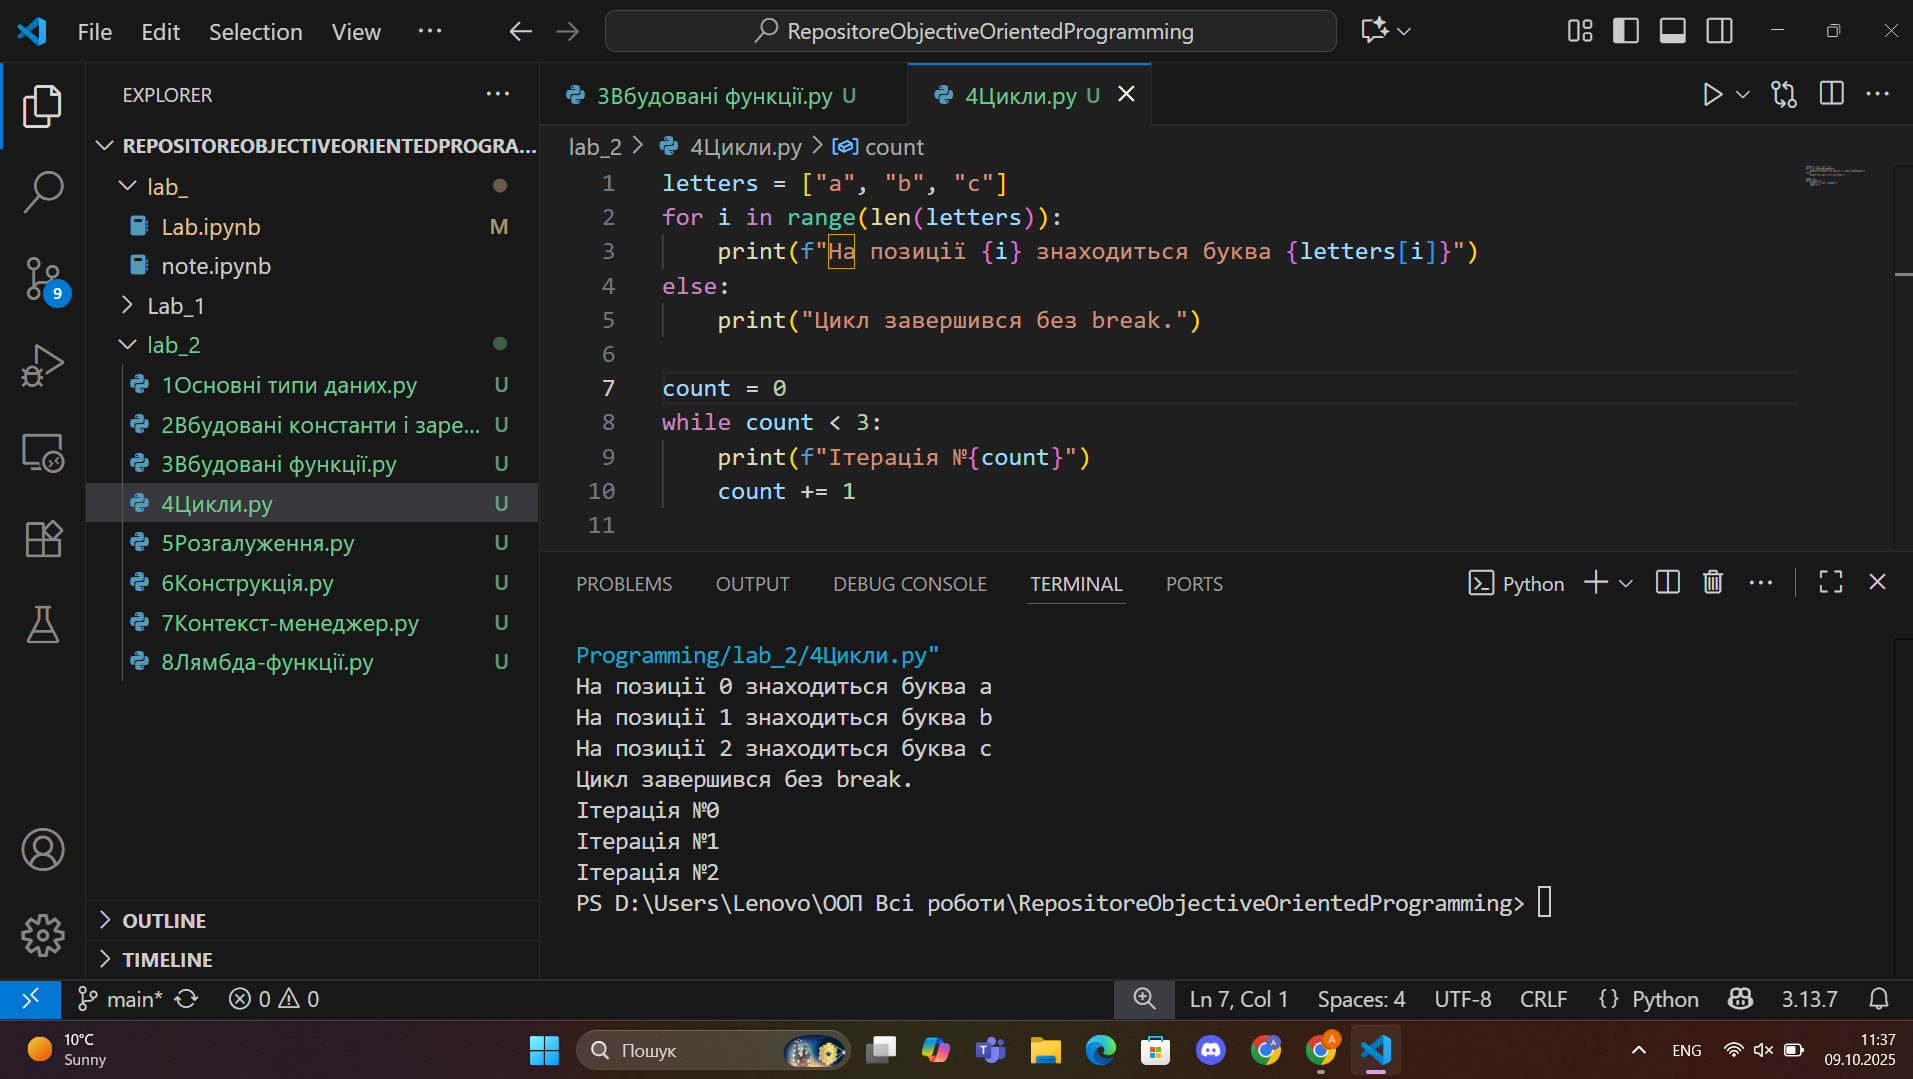 File Edit Selection View ··· RepositoreObjectiveOrientedProgramming
EXPLORER ···
REPOSITOREOBJECTIVEORIENTEDPROGRA...
lab_
Lab.ipynb M
note.ipynb
Lab_1
lab_2
1Основні типи даних.py U
2Вбудовані константи і заре... U
3Вбудовані функції.py U
4Цикли.py U
5Розгалуження.py U
6Конструкція.py U
7Контекст-менеджер.py U
8Лямбда-функції.py U
9
OUTLINE
TIMELINE
3Вбудовані функції.py U 4Цикли.py U
lab_2 > 4Цикли.py > count
1 letters = ["a", "b", "c"]
2 for i in range(len(letters)):
3 print(f"На позиції {i} знаходиться буква {letters[i]}")
4 else:
5 print("Цикл завершився без break.")
6
7 count = 0
8 while count < 3:
9 print(f"Ітерація №{count}")
10 count += 1
11
PROBLEMS OUTPUT DEBUG CONSOLE TERMINAL PORTS Python
Programming/lab_2/4Цикли.py"
На позиції 0 знаходиться буква a
На позиції 1 знаходиться буква b
На позиції 2 знаходиться буква c
Цикл завершився без break.
Ітерація №0
Ітерація №1
Ітерація №2
PS D:\Users\Lenovo\ООП Всі роботи\RepositoreObjectiveOrientedProgramming>
main* 0 0 Ln 7, Col 1 Spaces: 4 UTF-8 CRLF {} Python 3.13.7
10°C
Sunny
Пошук
A
A
ENG
11:37
09.10.2025